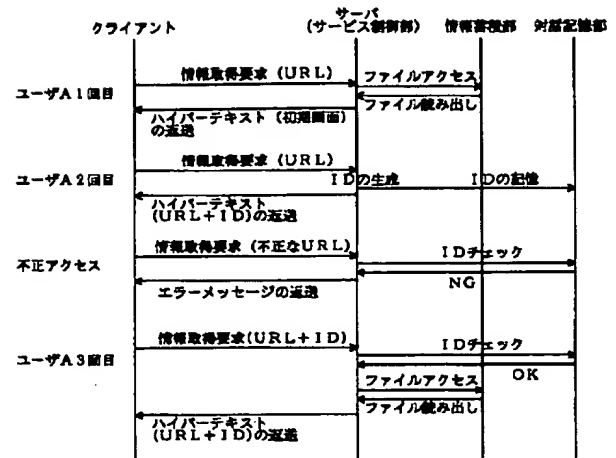 クライアント
サーバ
(サービス制御部)
情報蓄積部
対話記憶部
ユーザA1回目
情報取得要求(URL)
ファイルアクセス
ファイル読み出し
ハイパーテキスト(初期画面)
の返送
ユーザA2回目
情報取得要求(URL)
IDの生成
IDの記憶
ハイパーテキスト
(URL+ID)の返送
不正アクセス
情報取得要求(不正なURL)
IDチェック
NG
エラーメッセージの返送
ユーザA3回目
情報取得要求(URL+ID)
IDチェック
OK
ファイルアクセス
ファイル読み出し
ハイパーテキスト
(URL+ID)の返送